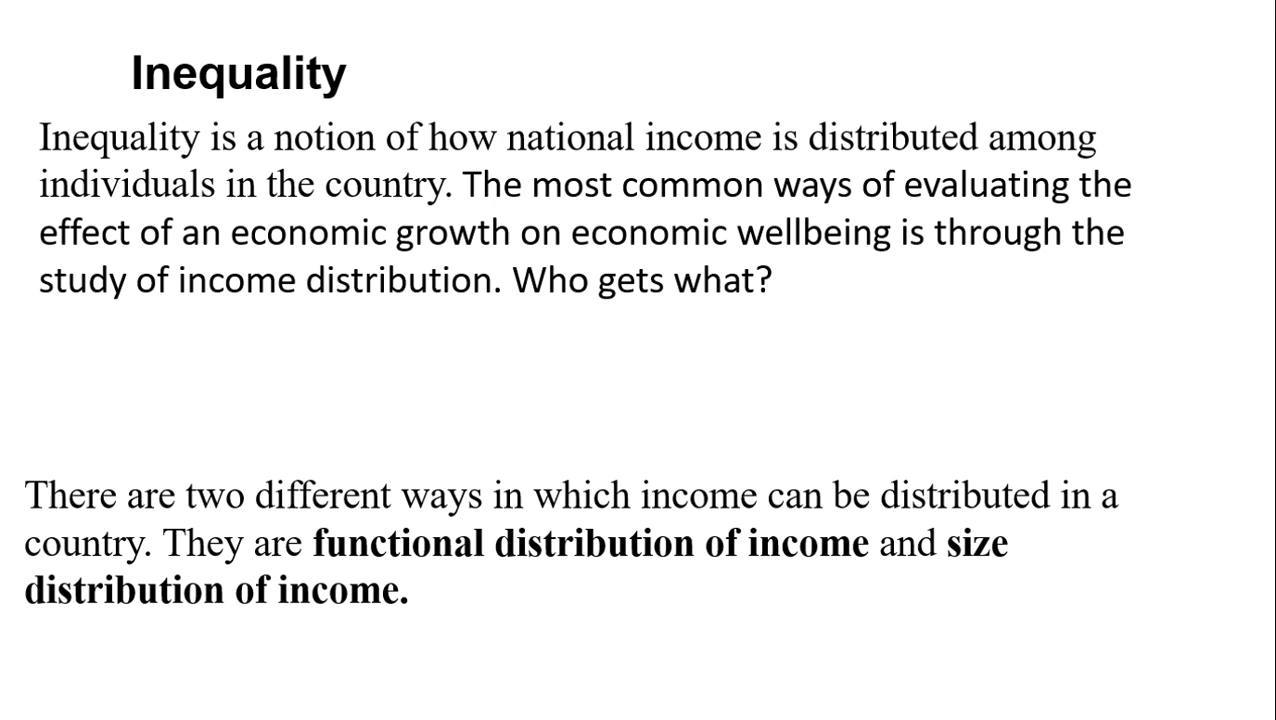 Inequality
Inequality is a notion of how national income is distributed among
individuals in the country. The most common ways of evaluating the
effect of an economic growth on economic wellbeing is through the
study of income distribution. Who gets what?
There are two different ways in which income can be distributed in a
country. They are functional distribution of income and size
distribution of income.